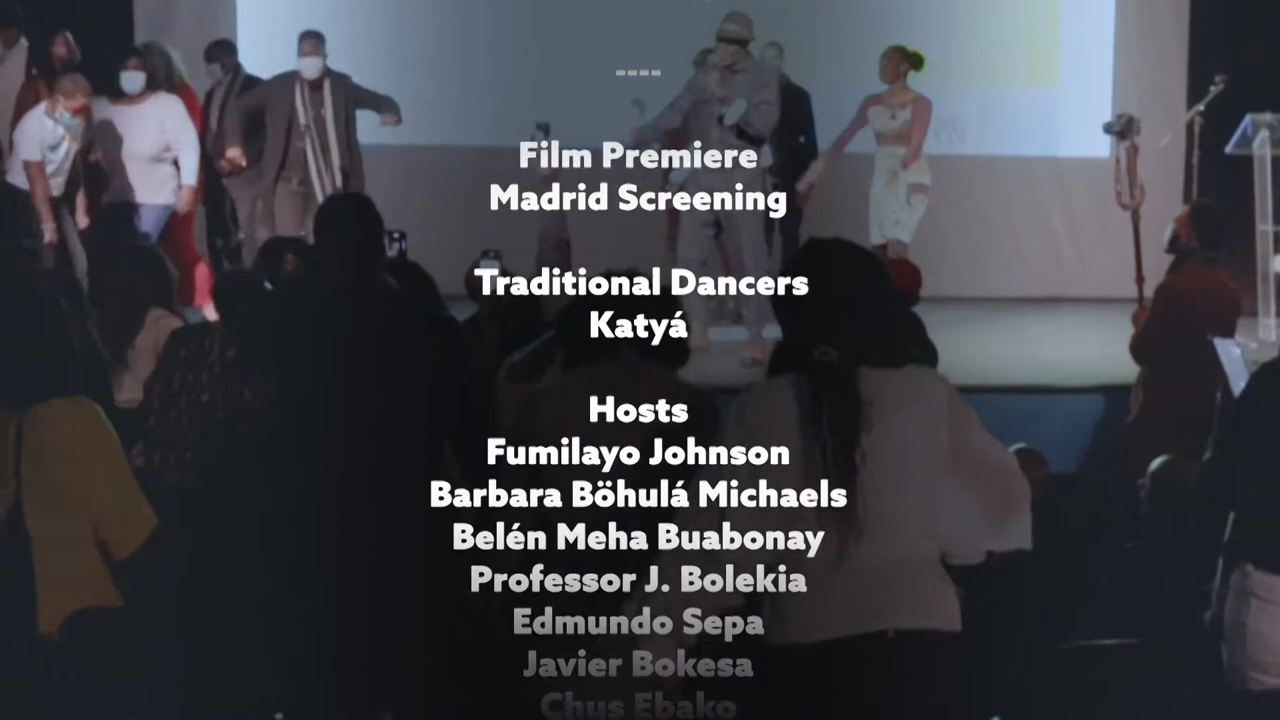 ----
Film Premiere
Madrid Screening
Traditional Dancers
Katyá
Hosts
Fumilayo Johnson
Barbara Böhulá Michaels
Belén Meha Buabonay
Professor J. Bolekia
Edmundo Sepa
Javier Bokesa
Chus Ebako